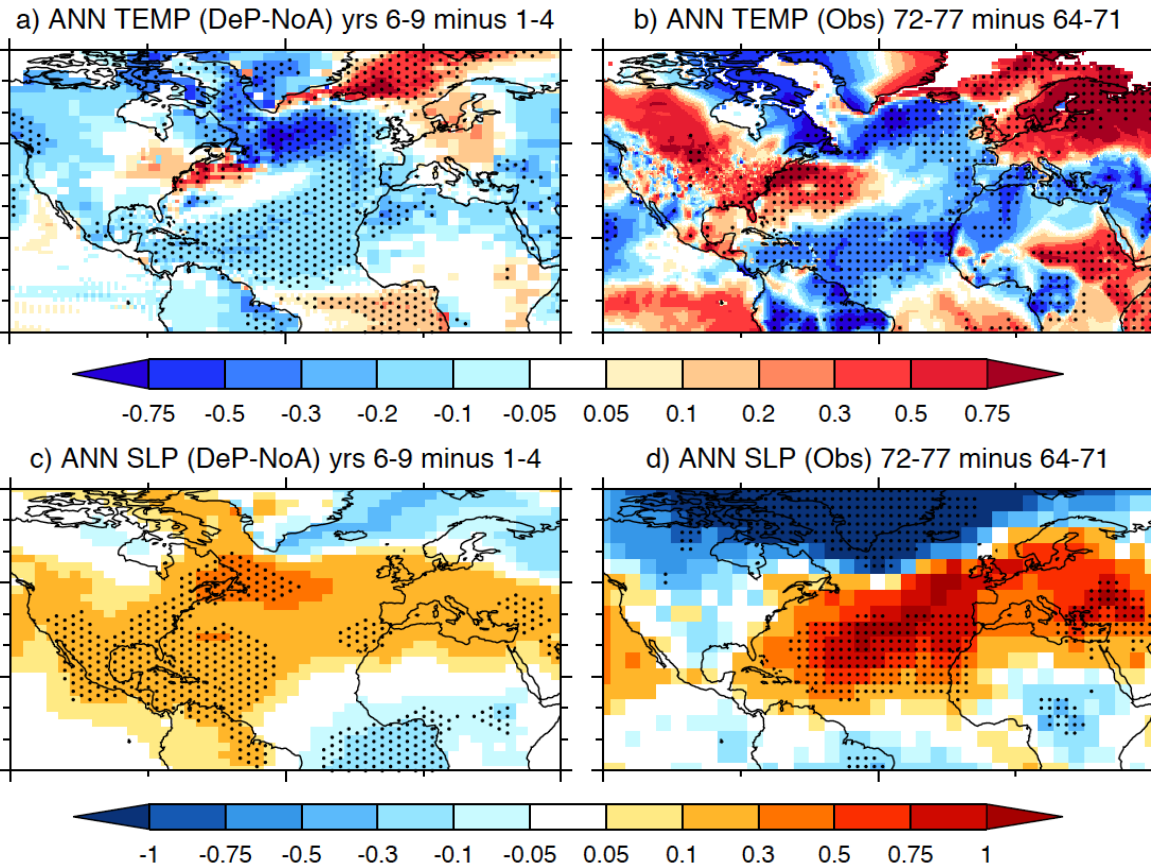 a) ANN TEMP (DeP-NoA) yrs 6-9 minus 1-4
b) ANN TEMP (Obs) 72-77 minus 64-71
-0.75 -0.5 -0.3 -0.2 -0.1 -0.05 0.05 0.1 0.2 0.3 0.5 0.75
c) ANN SLP (DeP-NoA) yrs 6-9 minus 1-4
d) ANN SLP (Obs) 72-77 minus 64-71
-1 -0.75 -0.5 -0.3 -0.1 -0.05 0.05 0.1 0.3 0.5 0.75 1